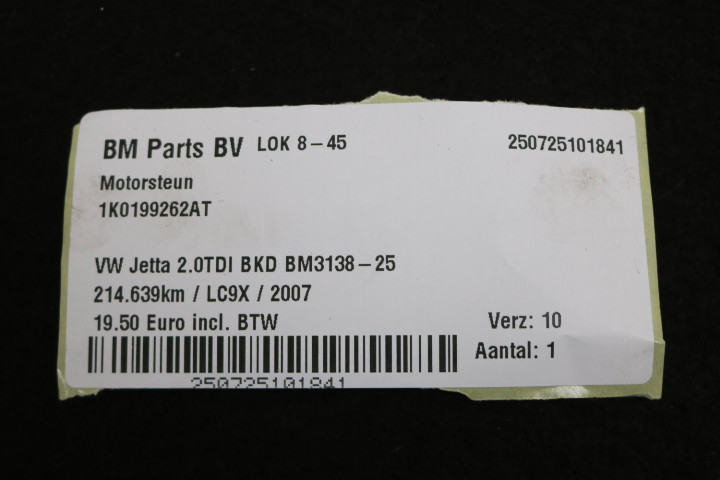 BM Parts BV LOK 8-45 250725101841
Motorsteun
1K0199262AT
VW Jetta 2.0TDI BKD BM3138-25
214.639km / LC9X / 2007
19.50 Euro incl. BTW Verz: 10
Aantal: 1
250725101841